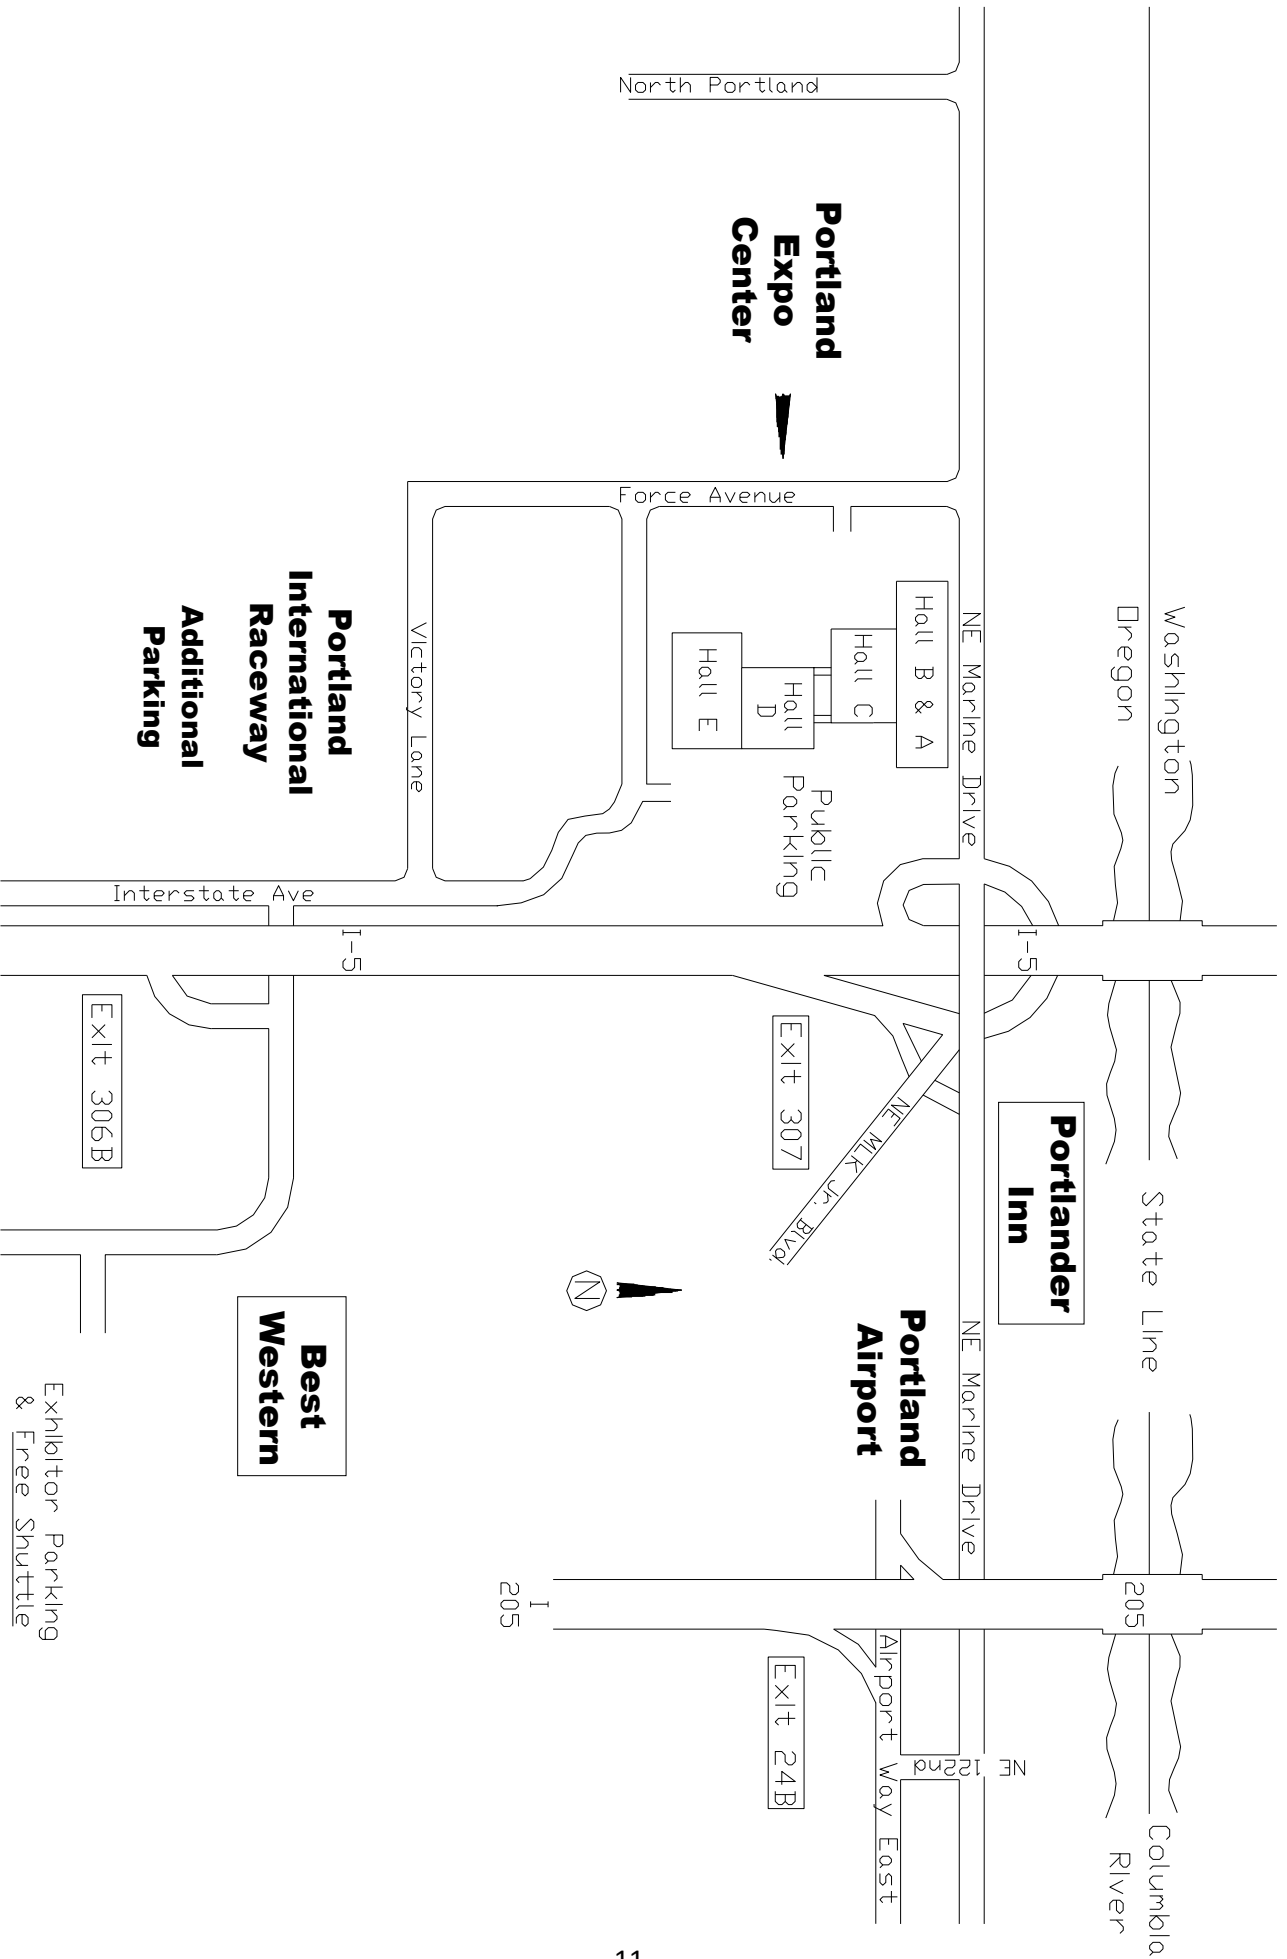 Washington
Oregon
State Line
Columbia
River
205
I-5
NE Marine Drive
NE Marine Drive
NE 122nd
North Portland
Portland
Expo
Center
Force Avenue
Hall B & A
Hall C
Hall
D
Hall E
Public
Parking
Portlander
Inn
NE MLK Jr. Blvd.
Exit 307
Portland
Airport
Airport Way East
Exit 24B
N
I
205
Victory Lane
Portland
International
Raceway
Additional
Parking
Interstate Ave
I-5
Exit 306B
Best
Western
Exhibitor Parking
& Free Shuttle
11